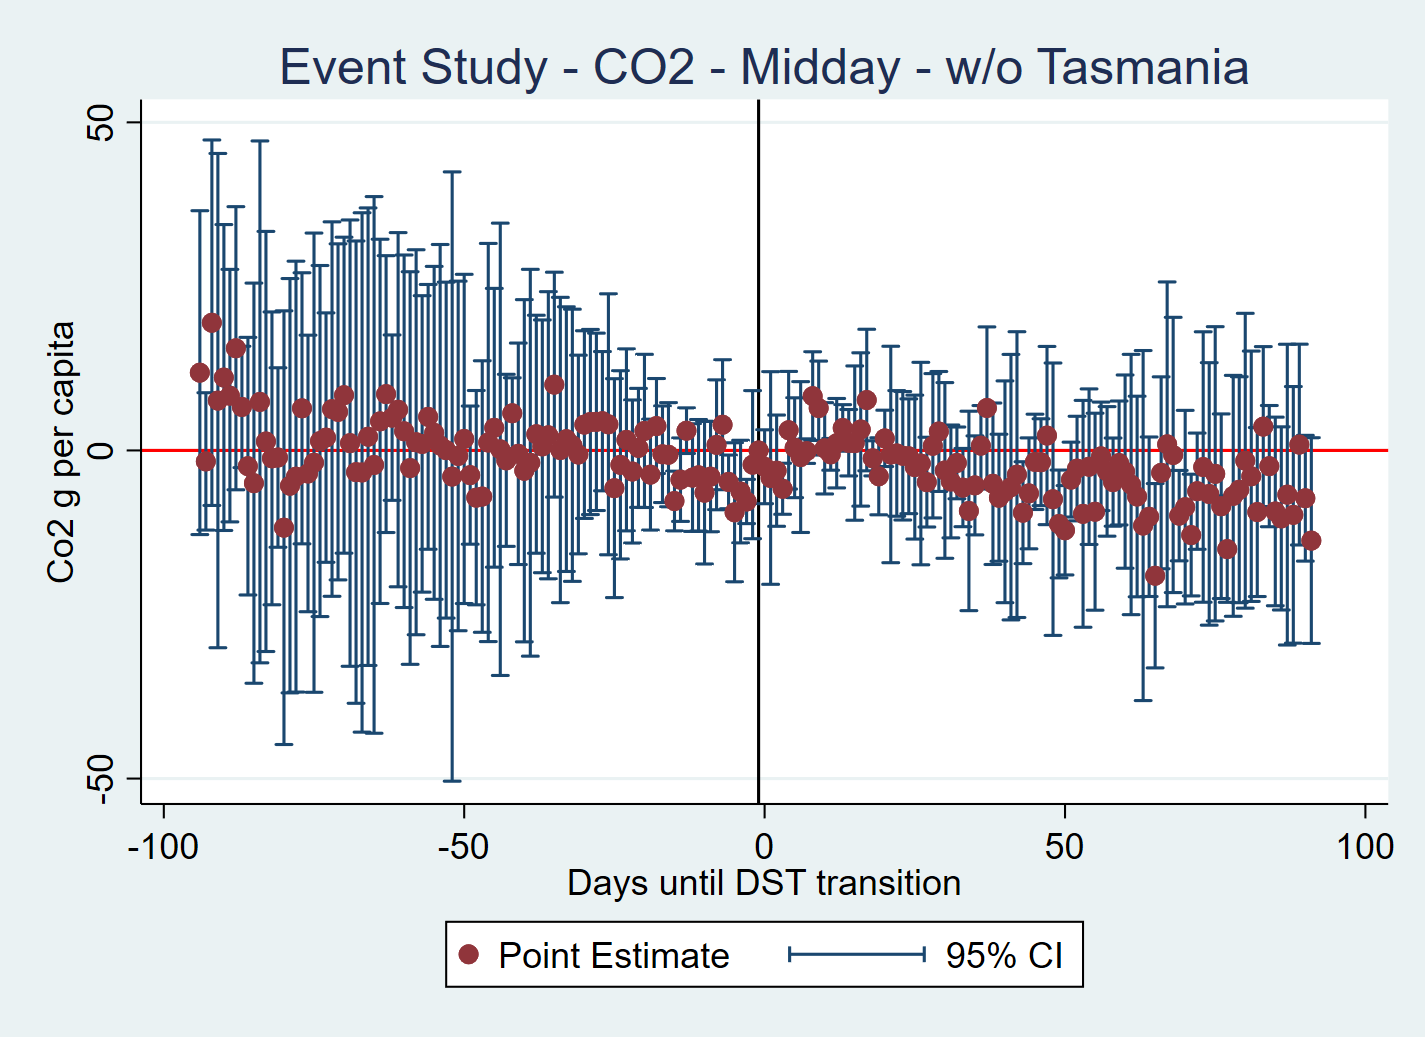 Event Study - CO2 - Midday - w/o Tasmania
Co2 g per capita
50
0
-50
-100
-50
0
50
100
Days until DST transition
Point Estimate
95% CI